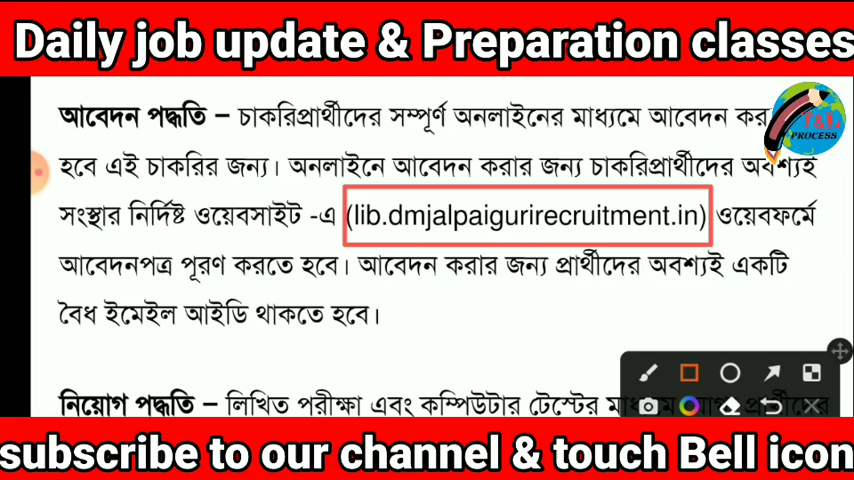 Daily job update & Preparation classes
আবেদন পদ্ধতি – চাকরিপ্রার্থীদের সম্পূর্ণ অনলাইনের মাধ্যমে আবেদন
T&L
PROCESS
হবে এই চাকরির জন্য। অনলাইনে আবেদন করার জন্য চাকরিপ্রার্থীদের অবশ্যই
সংস্থার নির্দিষ্ট ওয়েবসাইট -এ (lib.dmjalpaigurirecruitment.in) ওয়েবফর্মে
আবেদনপত্র পূরণ করতে হবে। আবেদন করার জন্য প্রার্থীদের অবশ্যই একটি
বৈধ ইমেইল আইডি থাকতে হবে।
নিয়োগ পদ্ধতি – লিখিত পরীক্ষা এবং কম্পিউটার টেস্টের
subscribe to our channel & touch Bell icon